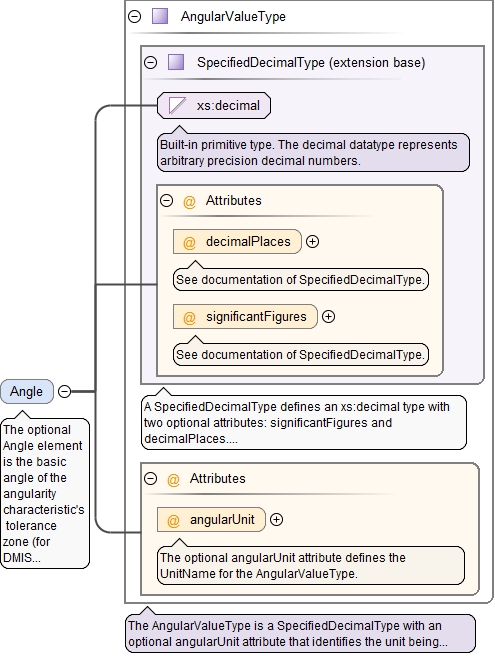 AngularValueType
SpecifiedDecimalType (extension base)
xs:decimal
Built-in primitive type. The decimal datatype represents
arbitrary precision decimal numbers.
@ Attributes
@ decimalPlaces
See documentation of SpecifiedDecimalType.
@ significantFigures
See documentation of SpecifiedDecimalType.
Angle
The optional
Angle element
is the basic
angle of the
angularity
characteristic's
tolerance
zone (for
DMIS...
A SpecifiedDecimalType defines an xs:decimal type with
two optional attributes: significantFigures and
decimalPlaces....
@ Attributes
@ angularUnit
The optional angularUnit attribute defines the
UnitName for the AngularValueType.
The AngularValueType is a SpecifiedDecimalType with an
optional angularUnit attribute that identifies the unit being...